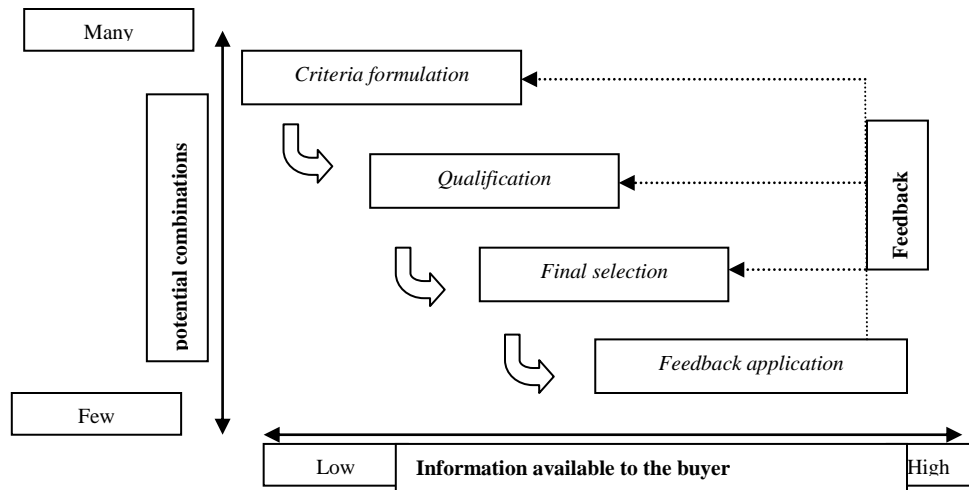 Many
Criteria formulation
potential combinations
Qualification
Feedback
Final selection
Feedback application
Few
Low
Information available to the buyer
High